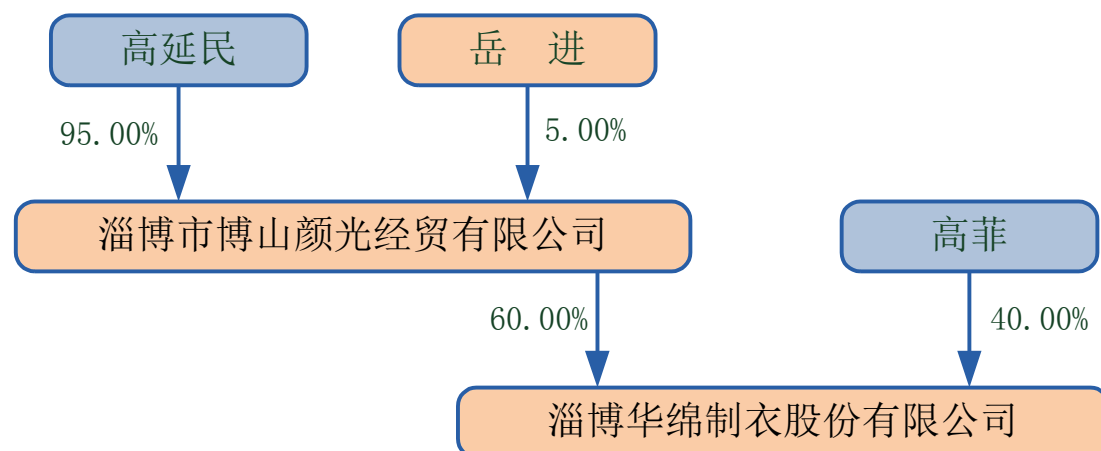 高延民
岳 进
95.00%
5.00%
淄博市博山颜光经贸有限公司
高菲
60.00%
40.00%
淄博华绵制衣股份有限公司